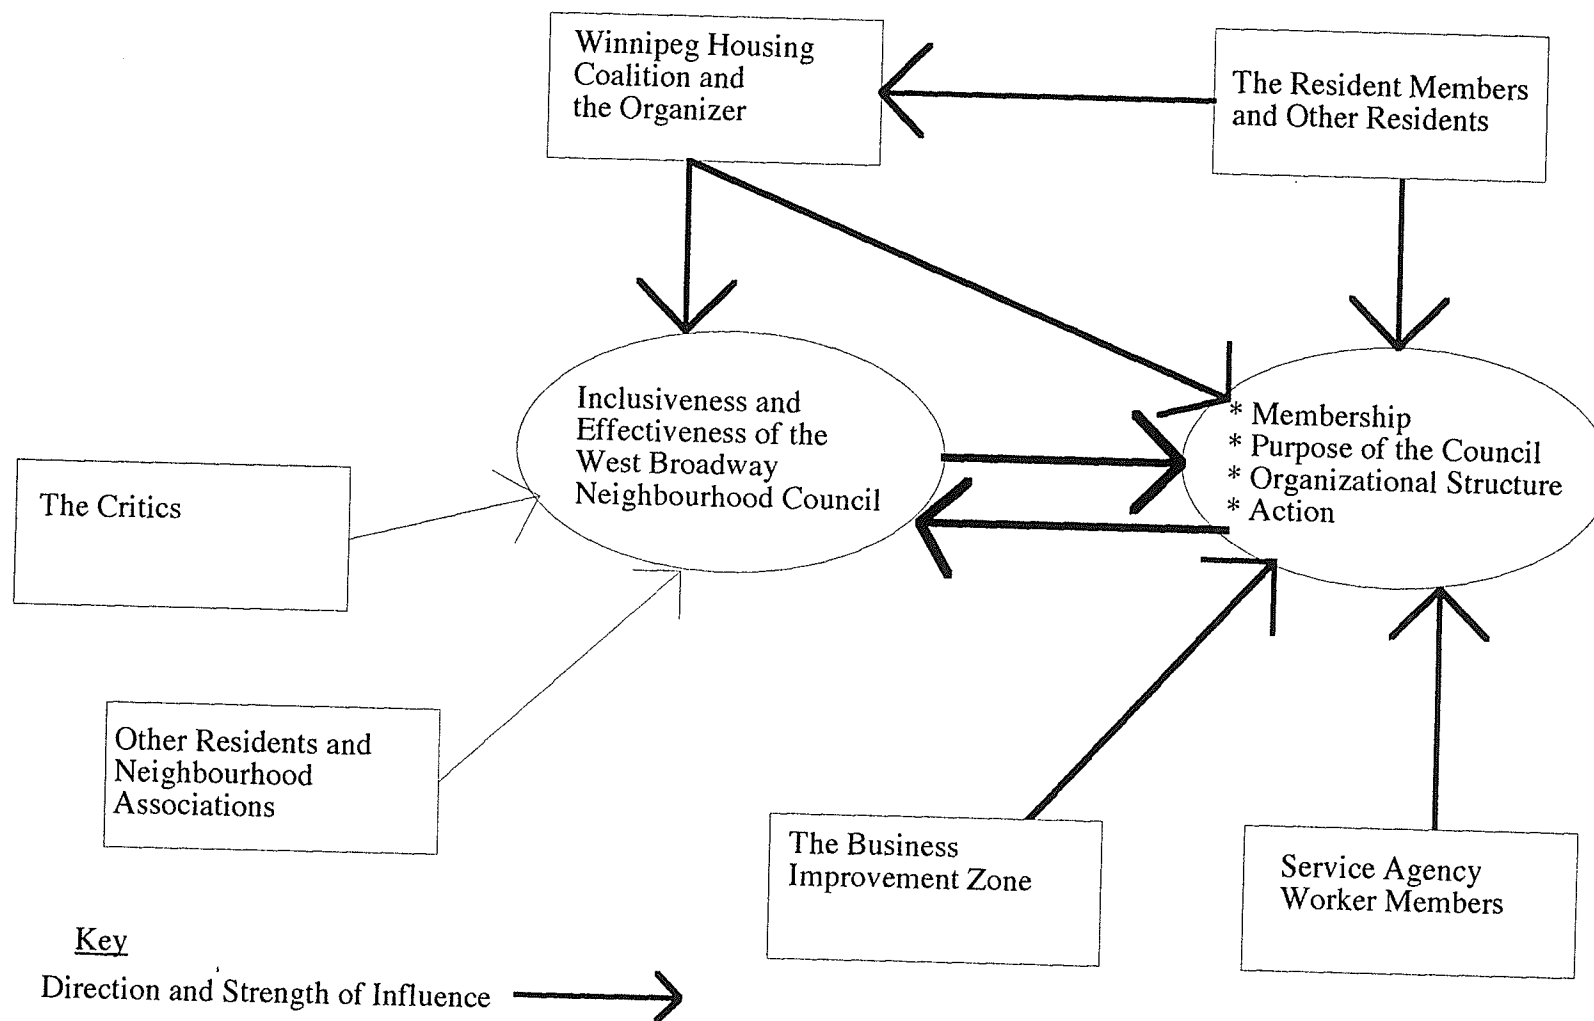 Winnipeg Housing
Coalition and
the Organizer
The Resident Members
and Other Residents
Inclusiveness and
Effectiveness of the
West Broadway
Neighbourhood Council
* Membership
* Purpose of the Council
* Organizational Structure
* Action
The Critics
Other Residents and
Neighbourhood
Associations
The Business
Improvement Zone
Service Agency
Worker Members
Key
Direction and Strength of Influence